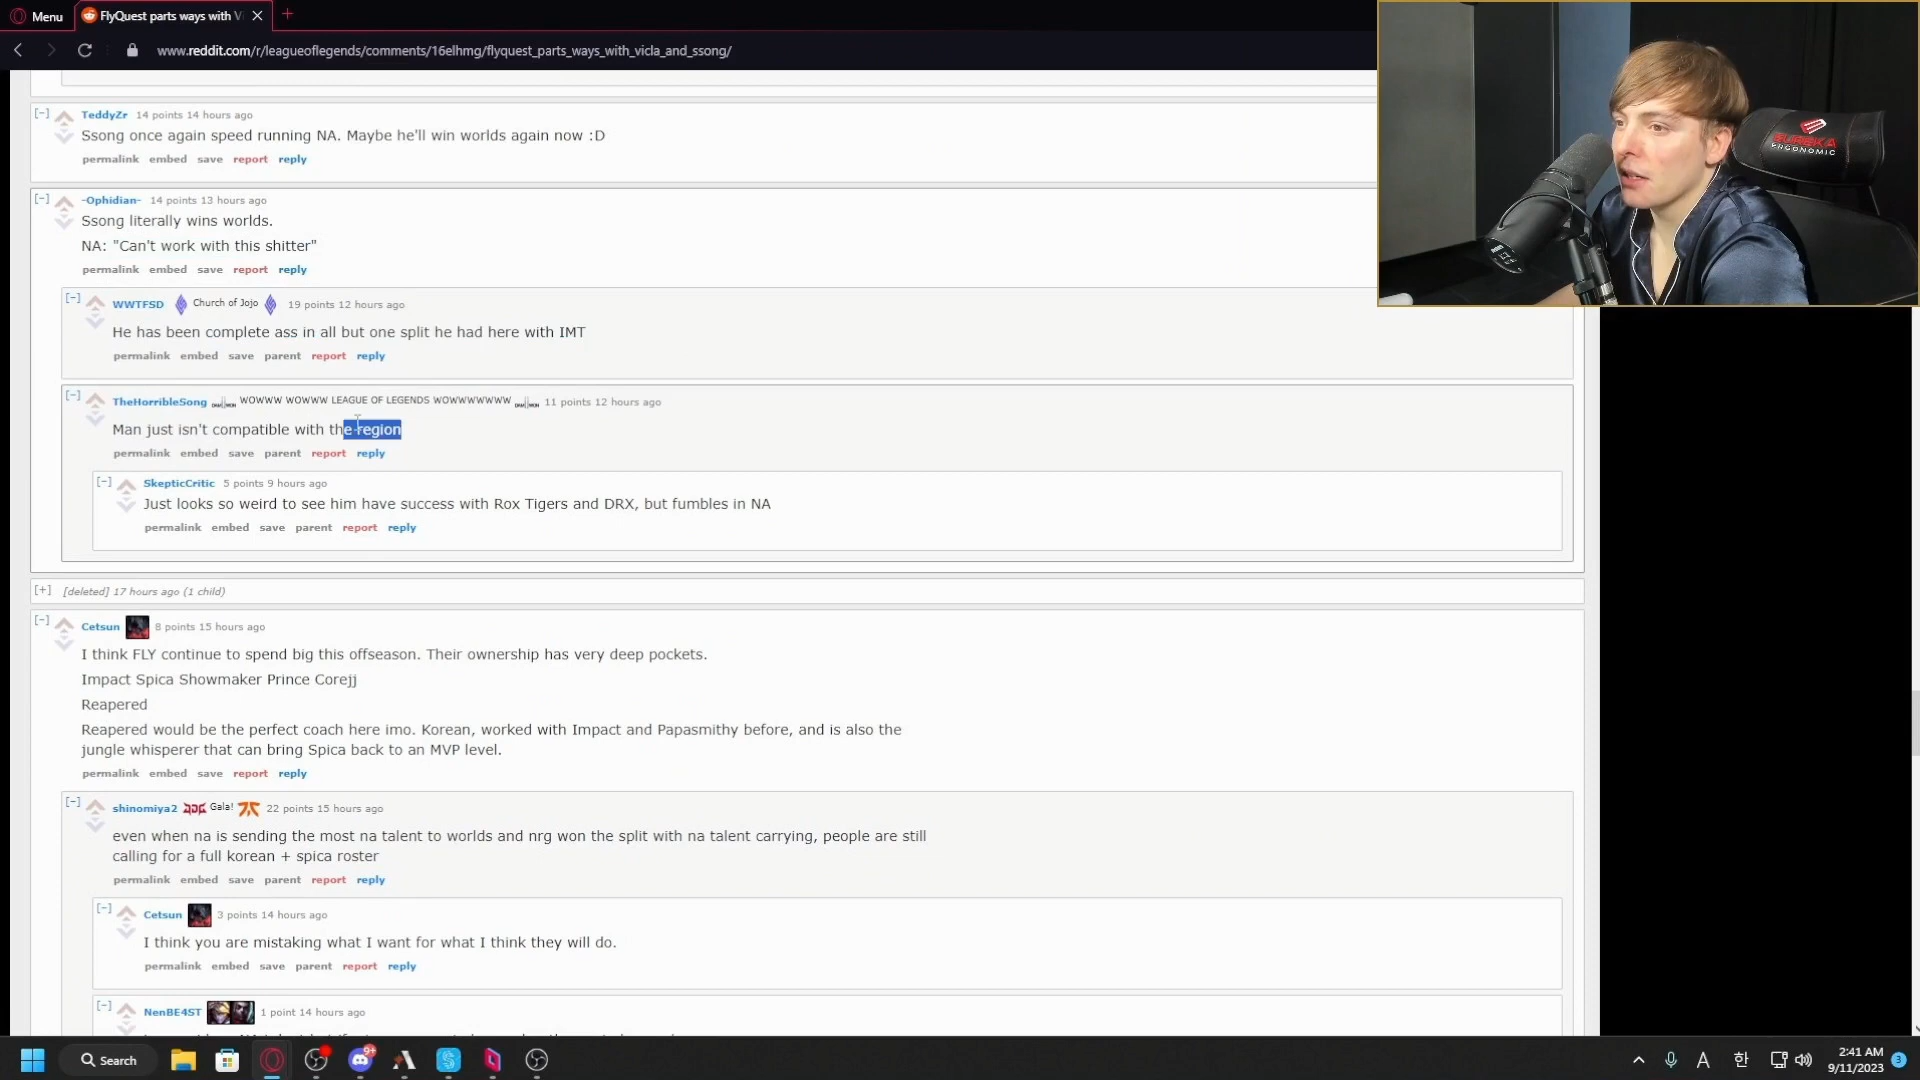 Menu
FlyQuest parts ways with Vi
www.reddit.com/r/leagueoflegends/comments/16elhmg/flyquest_parts_ways_with_vicla_and_ssong/
EUREKA
ERGONOMIC
[-] TeddyZr 14 points 14 hours ago
Ssong once again speed running NA. Maybe he'll win worlds again now :D
permalink embed save report reply
[-] -Ophidian- 14 points 13 hours ago
Ssong literally wins worlds.
NA: "Can't work with this shitter"
permalink embed save report reply
[-] WWTFSD Church of Jojo 19 points 12 hours ago
He has been complete ass in all but one split he had here with IMT
permalink embed save parent report reply
[-] TheHorribleSong WOWWW WOWWW LEAGUE OF LEGENDS WOWWWWWWW 11 points 12 hours ago
Man just isn't compatible with the region
permalink embed save parent report reply
[-] SkepticCritic 5 points 9 hours ago
Just looks so weird to see him have success with Rox Tigers and DRX, but fumbles in NA
permalink embed save parent report reply
[+] [deleted] 17 hours ago (1 child)
[-] Cetsun 8 points 15 hours ago
I think FLY continue to spend big this offseason. Their ownership has very deep pockets.
Impact Spica Showmaker Prince Corejj
Reapered
Reapered would be the perfect coach here imo. Korean, worked with Impact and Papasmithy before, and is also the
jungle whisperer that can bring Spica back to an MVP level.
permalink embed save report reply
[-] shinomiya2 Gala! 22 points 15 hours ago
even when na is sending the most na talent to worlds and nrg won the split with na talent carrying, people are still
calling for a full korean + spica roster
permalink embed save parent report reply
[-] Cetsun 3 points 14 hours ago
I think you are mistaking what I want for what I think they will do.
permalink embed save parent report reply
[-] NenBE4ST 1 point 14 hours ago
Search
9+
A
한
2:41 AM
9/11/2023
3